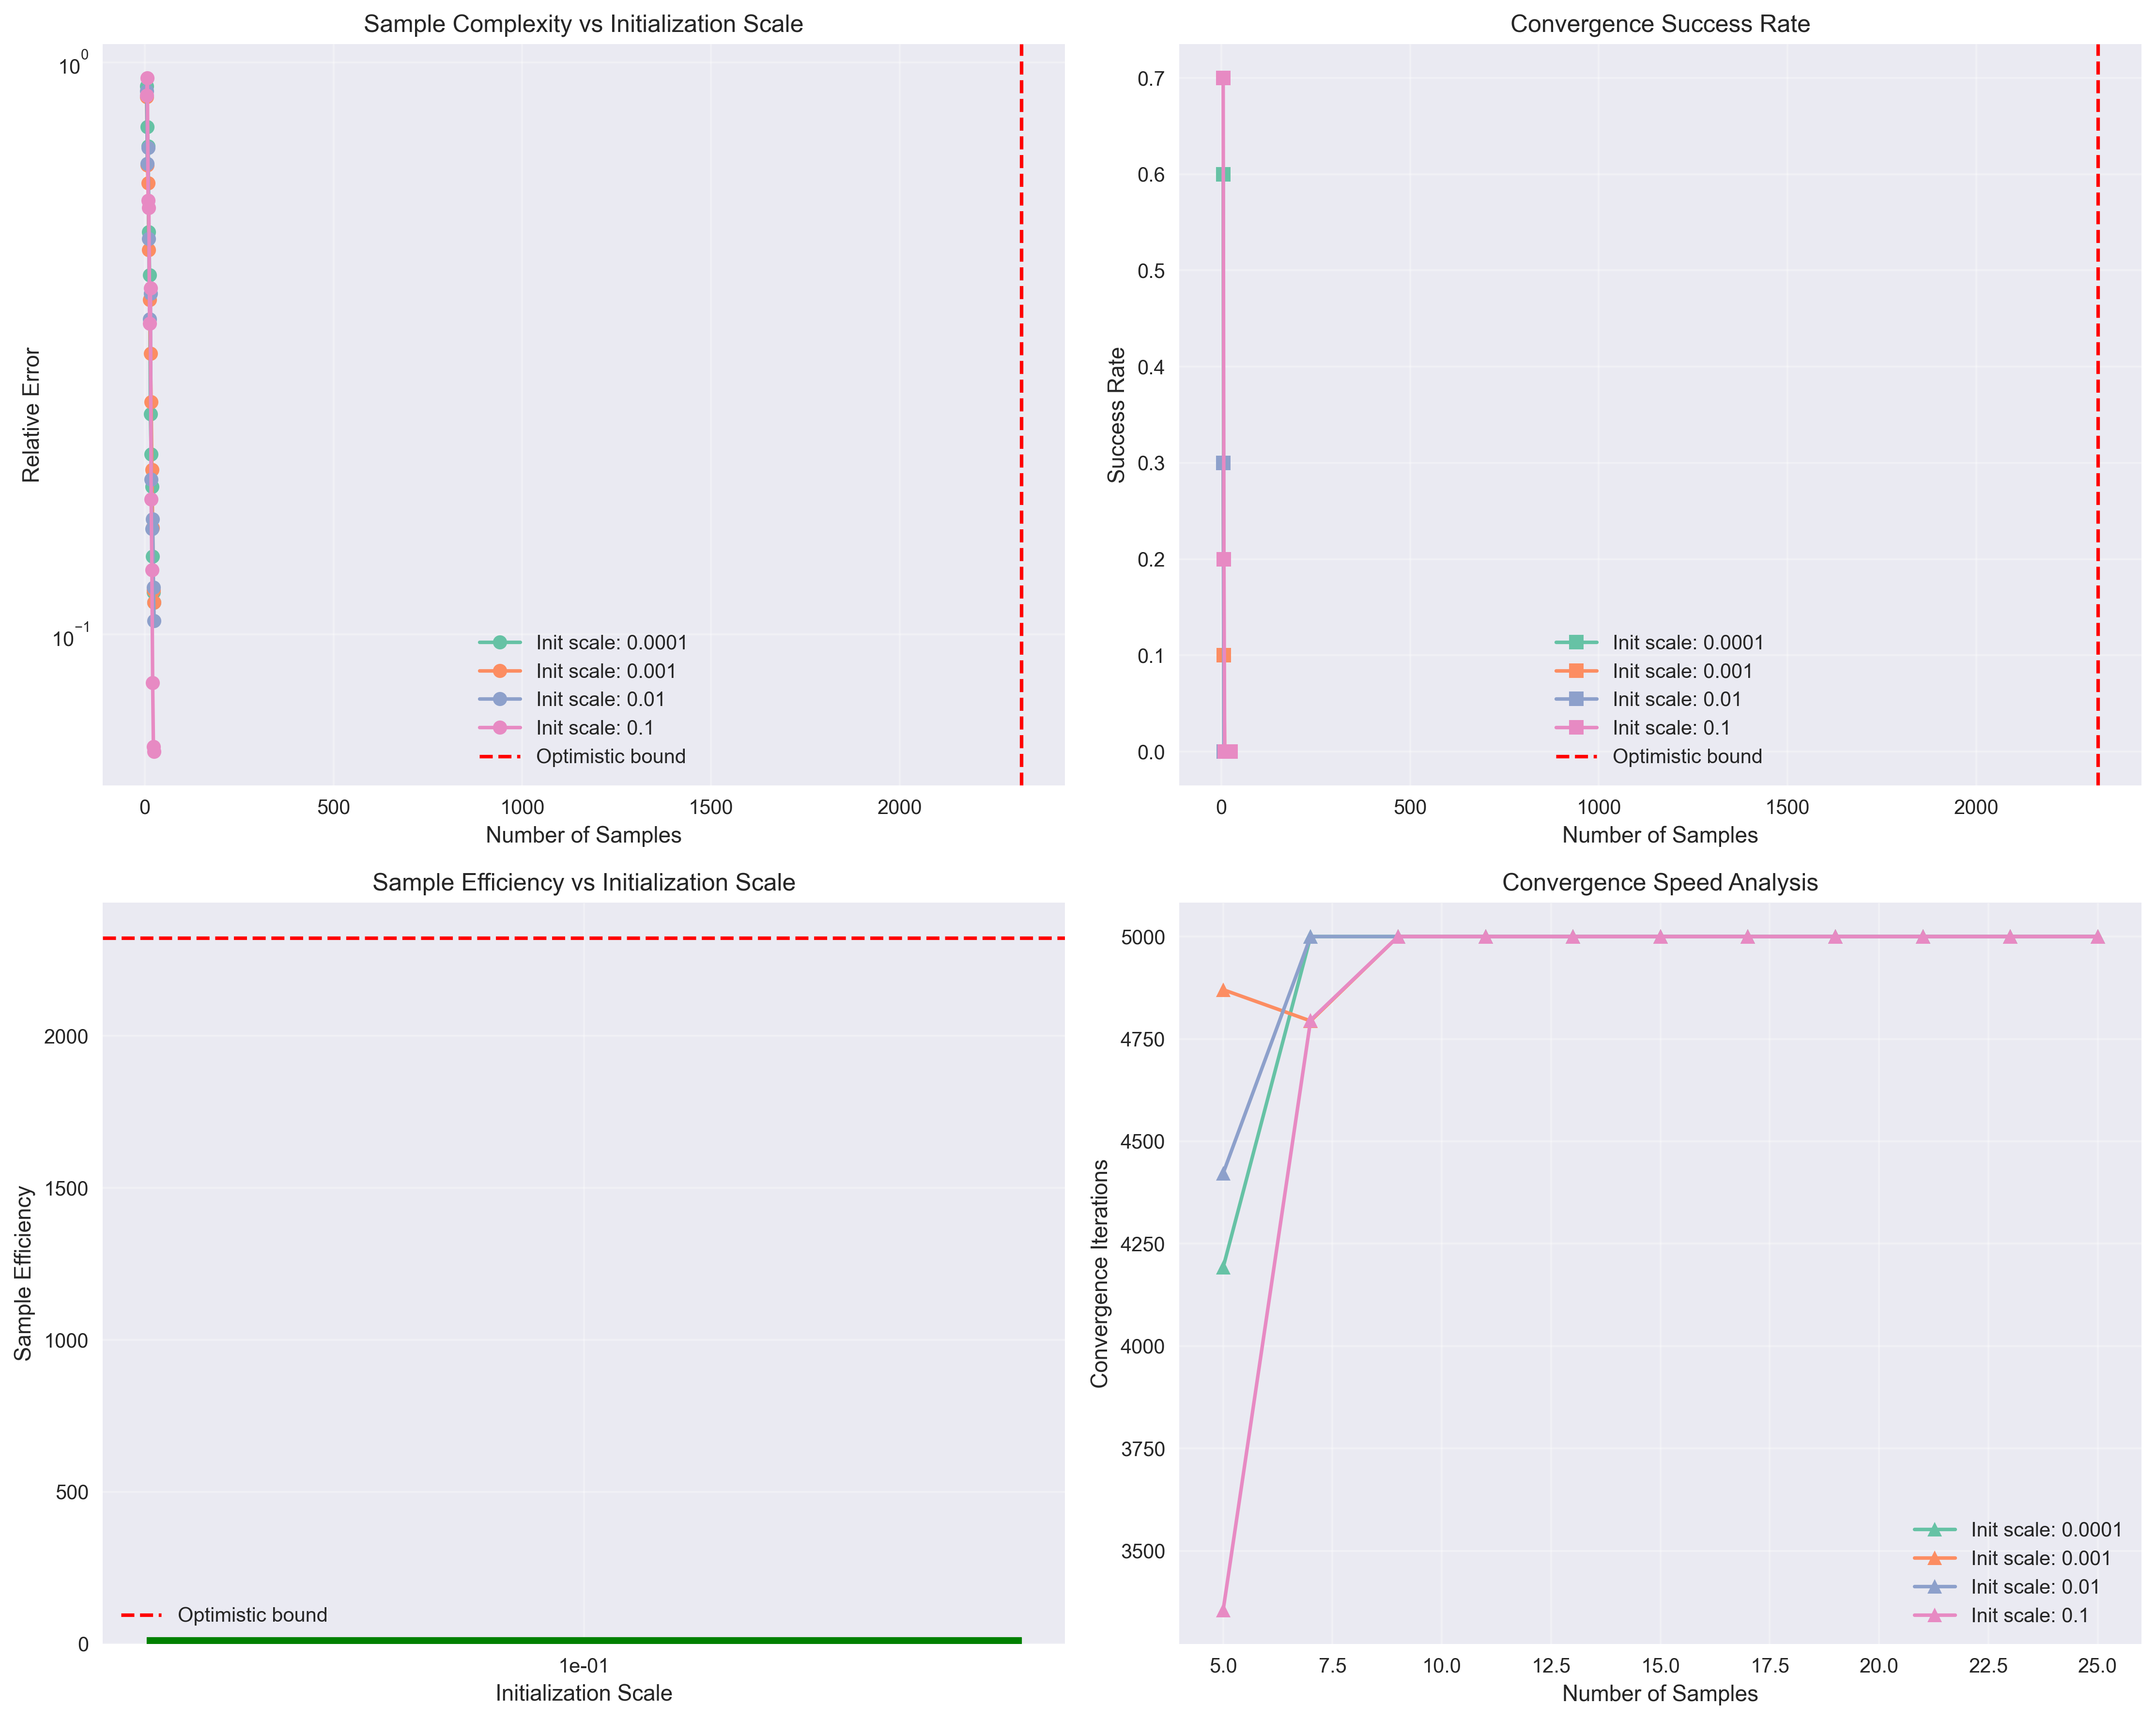 Sample Complexity vs Initialization Scale
10^0
10^−1
Relative Error
Init scale: 0.0001
Init scale: 0.001
Init scale: 0.01
Init scale: 0.1
Optimistic bound
0 500 1000 1500 2000
Number of Samples
Convergence Success Rate
0.7
0.6
0.5
0.4
0.3
0.2
0.1
0.0
Success Rate
Init scale: 0.0001
Init scale: 0.001
Init scale: 0.01
Init scale: 0.1
Optimistic bound
0 500 1000 1500 2000
Number of Samples
Sample Efficiency vs Initialization Scale
2000
1500
1000
500
0
Sample Efficiency
Optimistic bound
1e-01
Initialization Scale
Convergence Speed Analysis
5000
4750
4500
4250
4000
3750
3500
Convergence Iterations
Init scale: 0.0001
Init scale: 0.001
Init scale: 0.01
Init scale: 0.1
5.0 7.5 10.0 12.5 15.0 17.5 20.0 22.5 25.0
Number of Samples